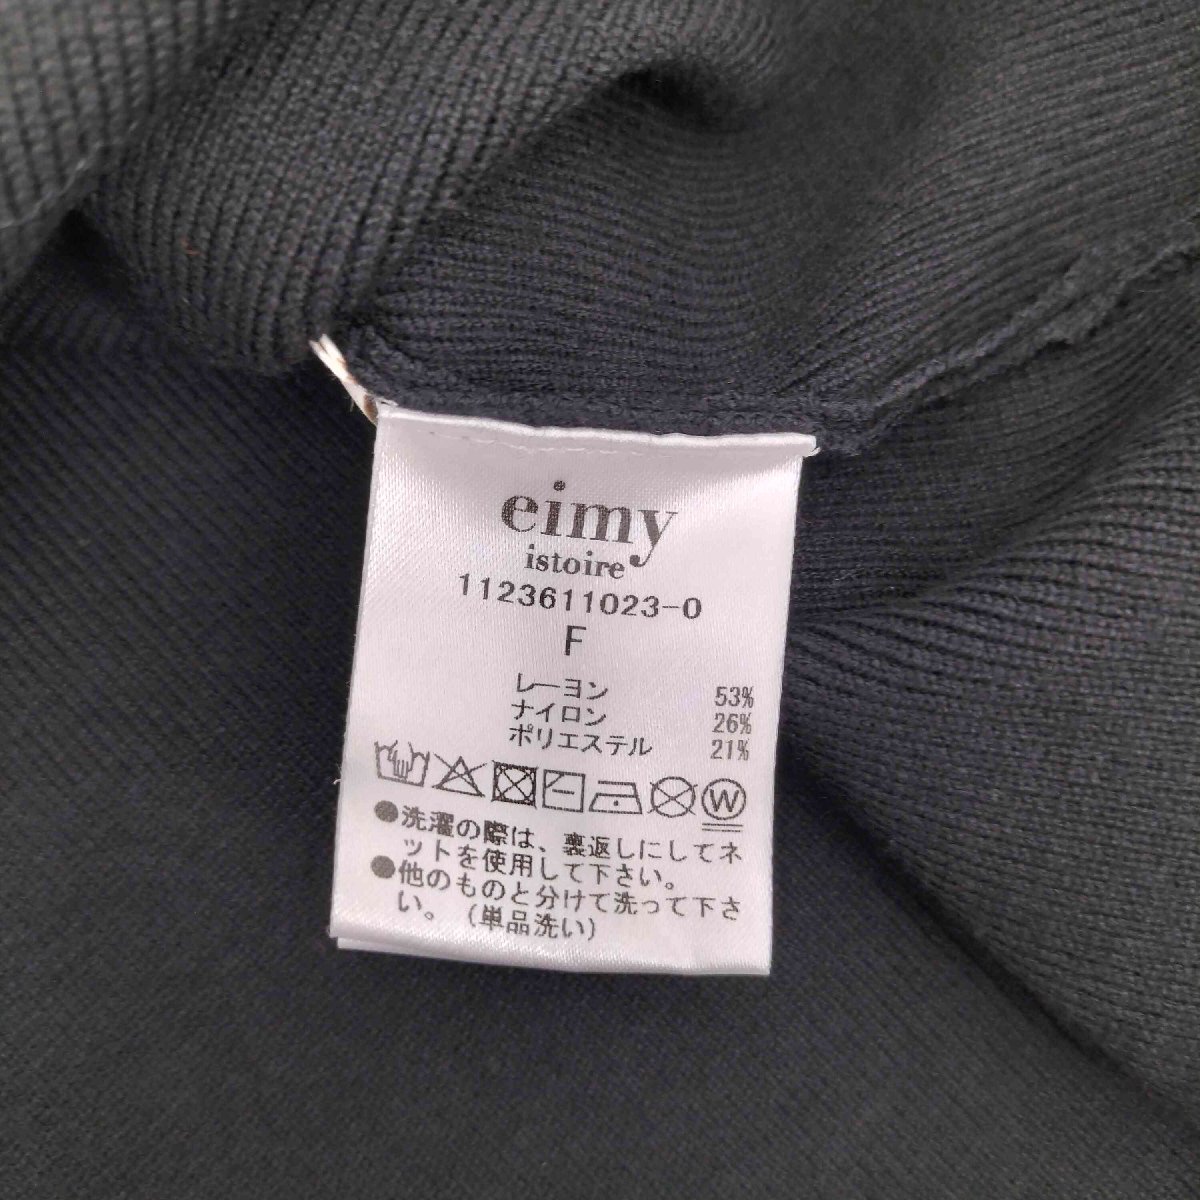 eimy
istoire
1123611023-0
F
レーヨン 53%
ナイロン 26%
ポリエステル 21%
W
●洗濯の際は、裏返しにしてネ
ットを使用して下さい。
●他のものと分けて洗って下さ
い。（単品洗い）